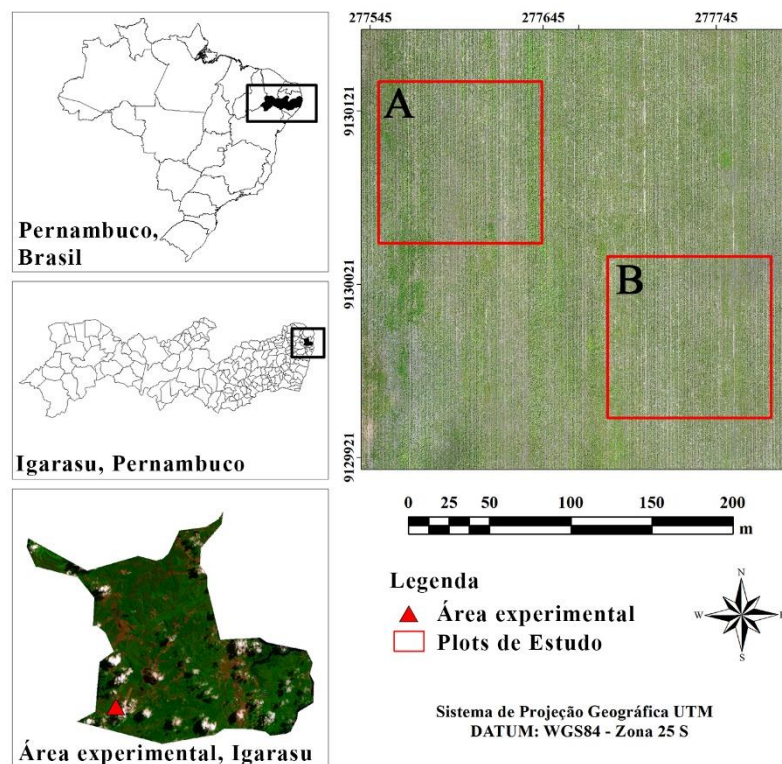 Pernambuco,
Brasil
Igarasu, Pernambuco
Área experimental, Igarasu
277545 277645 277745
9130121
9130021
9129921
A
B
0 25 50 100 150 200
m
Legenda
Área experimental
Plots de Estudo
N
W E
S
Sistema de Projeção Geográfica UTM
DATUM: WGS84 - Zona 25 S